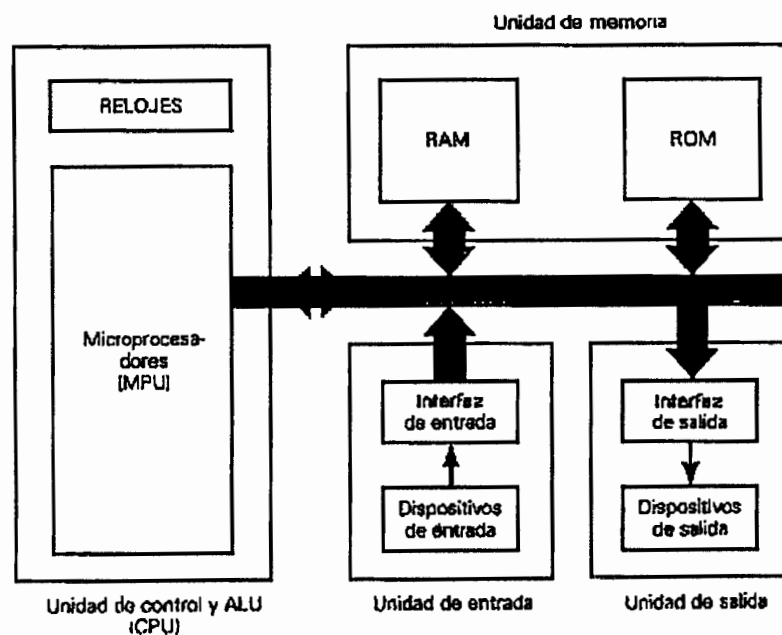 Unidad de memoria
RELOJES
RAM
ROM
Microprocesa-
dores
[MPU]
Interfaz
de entrada
Interfaz
de salida
Dispositivos
de entrada
Dispositivos
de salida
Unidad de control y ALU
(CPU)
Unidad de entrada
Unidad de salida